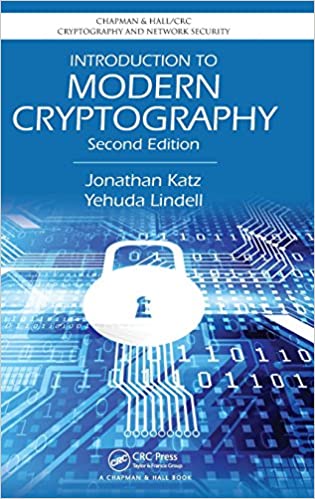 CHAPMAN & HALL/CRC
CRYPTOGRAPHY AND NETWORK SECURITY
INTRODUCTION TO
MODERN
CRYPTOGRAPHY
Second Edition
Jonathan Katz
Yehuda Lindell
CRC Press
Taylor & Francis Group
A CHAPMAN & HALL BOOK